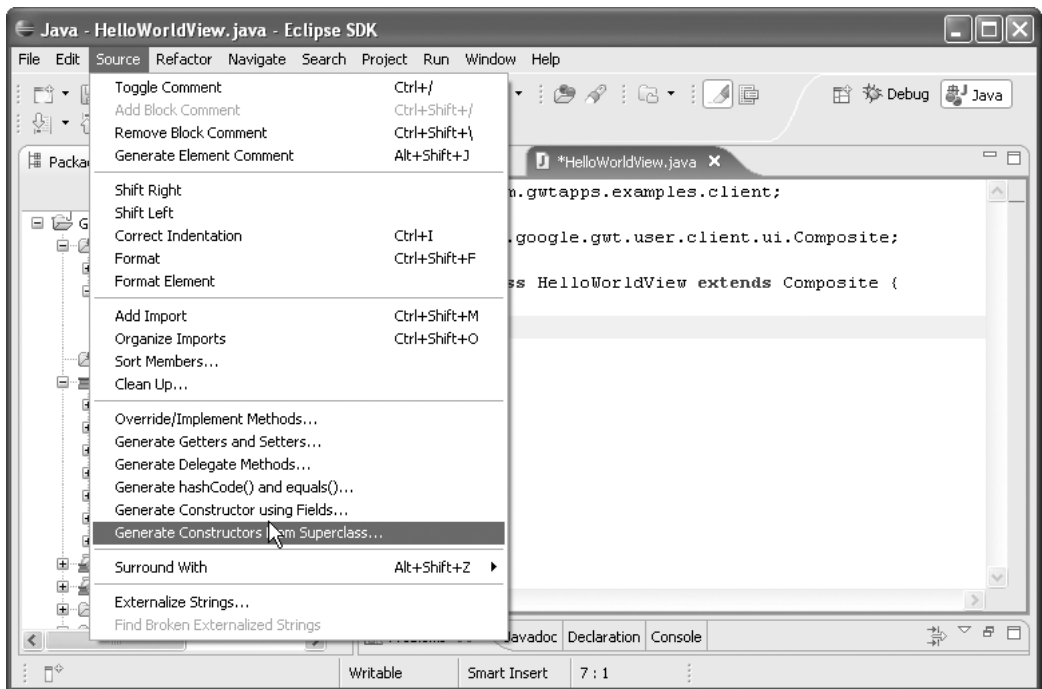 Java - HelloWorldView.java - Eclipse SDK
File Edit Source Refactor Navigate Search Project Run Window Help
Toggle Comment Ctrl+/
Add Block Comment Ctrl+Shift+/
Remove Block Comment Ctrl+Shift+\
Generate Element Comment Alt+Shift+J
Shift Right
Shift Left
Correct Indentation Ctrl+I
Format Ctrl+Shift+F
Format Element
Add Import Ctrl+Shift+M
Organize Imports Ctrl+Shift+O
Sort Members...
Clean Up...
Override/Implement Methods...
Generate Getters and Setters...
Generate Delegate Methods...
Generate hashCode() and equals()...
Generate Constructor using Fields...
Generate Constructors Superclass...
Surround With Alt+Shift+Z
Externalize Strings...
Find Broken Externalized Strings
Debug Java
Packa
G
*HelloWorldView.java
m.gwtapps.examples.client;
.google.gwt.user.client.ui.Composite;
ss HelloWorldView extends Composite {
Javadoc Declaration Console
Writable Smart Insert 7 : 1